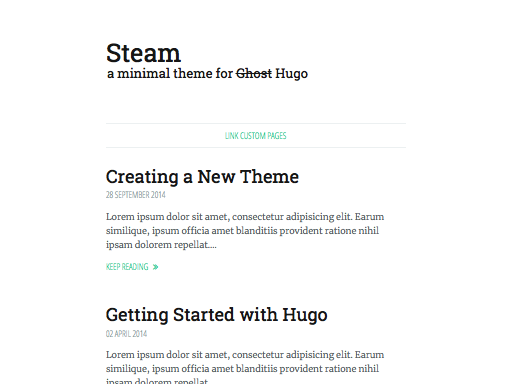 Steam
a minimal theme for Ghost Hugo
LINK CUSTOM PAGES
Creating a New Theme
28 SEPTEMBER 2014
Lorem ipsum dolor sit amet, consectetur adipisicing elit. Earum
similique, ipsum officia amet blanditiis provident ratione nihil
ipsam dolorem repellat....
KEEP READING »
Getting Started with Hugo
02 APRIL 2014
Lorem ipsum dolor sit amet, consectetur adipisicing elit. Earum
similique, ipsum officia amet blanditiis provident ratione nihil
ipsam dolorem repellat